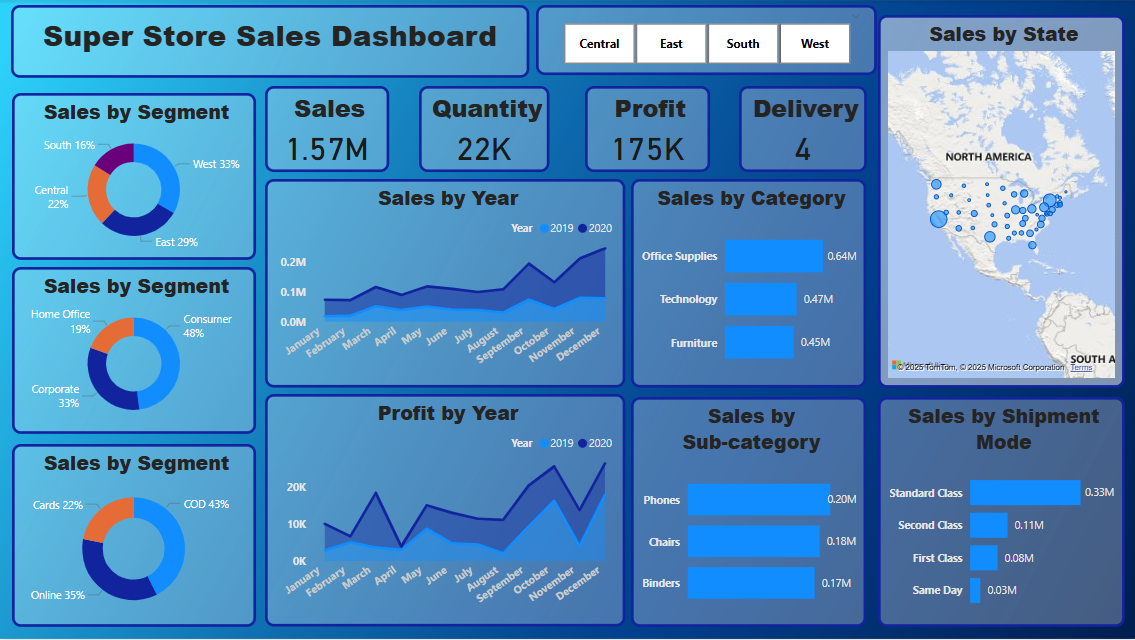 Super Store Sales Dashboard
Central
East
South
West
Sales by State
NORTH AMERICA
SOUTH A
© 2025 TomTom, © 2025 Microsoft Corporation Terms
Sales by Segment
South 16%
West 33%
Central
22%
East 29%
Sales
1.57M
Quantity
22K
Profit
175K
Delivery
4
Sales by Year
Year 2019 2020
0.2M
0.1M
0.0M
January
February
March
April
May
June
July
August
September
October
November
December
Sales by Category
Office Supplies 0.64M
Technology 0.47M
Furniture 0.45M
Sales by Segment
Home Office
19%
Consumer
48%
Corporate
33%
Profit by Year
Year 2019 2020
20K
10K
0K
January
February
March
April
May
June
July
August
September
October
November
December
Sales by
Sub-category
Phones 0.20M
Chairs 0.18M
Binders 0.17M
Sales by Shipment
Mode
Standard Class 0.33M
Second Class 0.11M
First Class 0.08M
Same Day 0.03M
Sales by Segment
Cards 22%
COD 43%
Online 35%